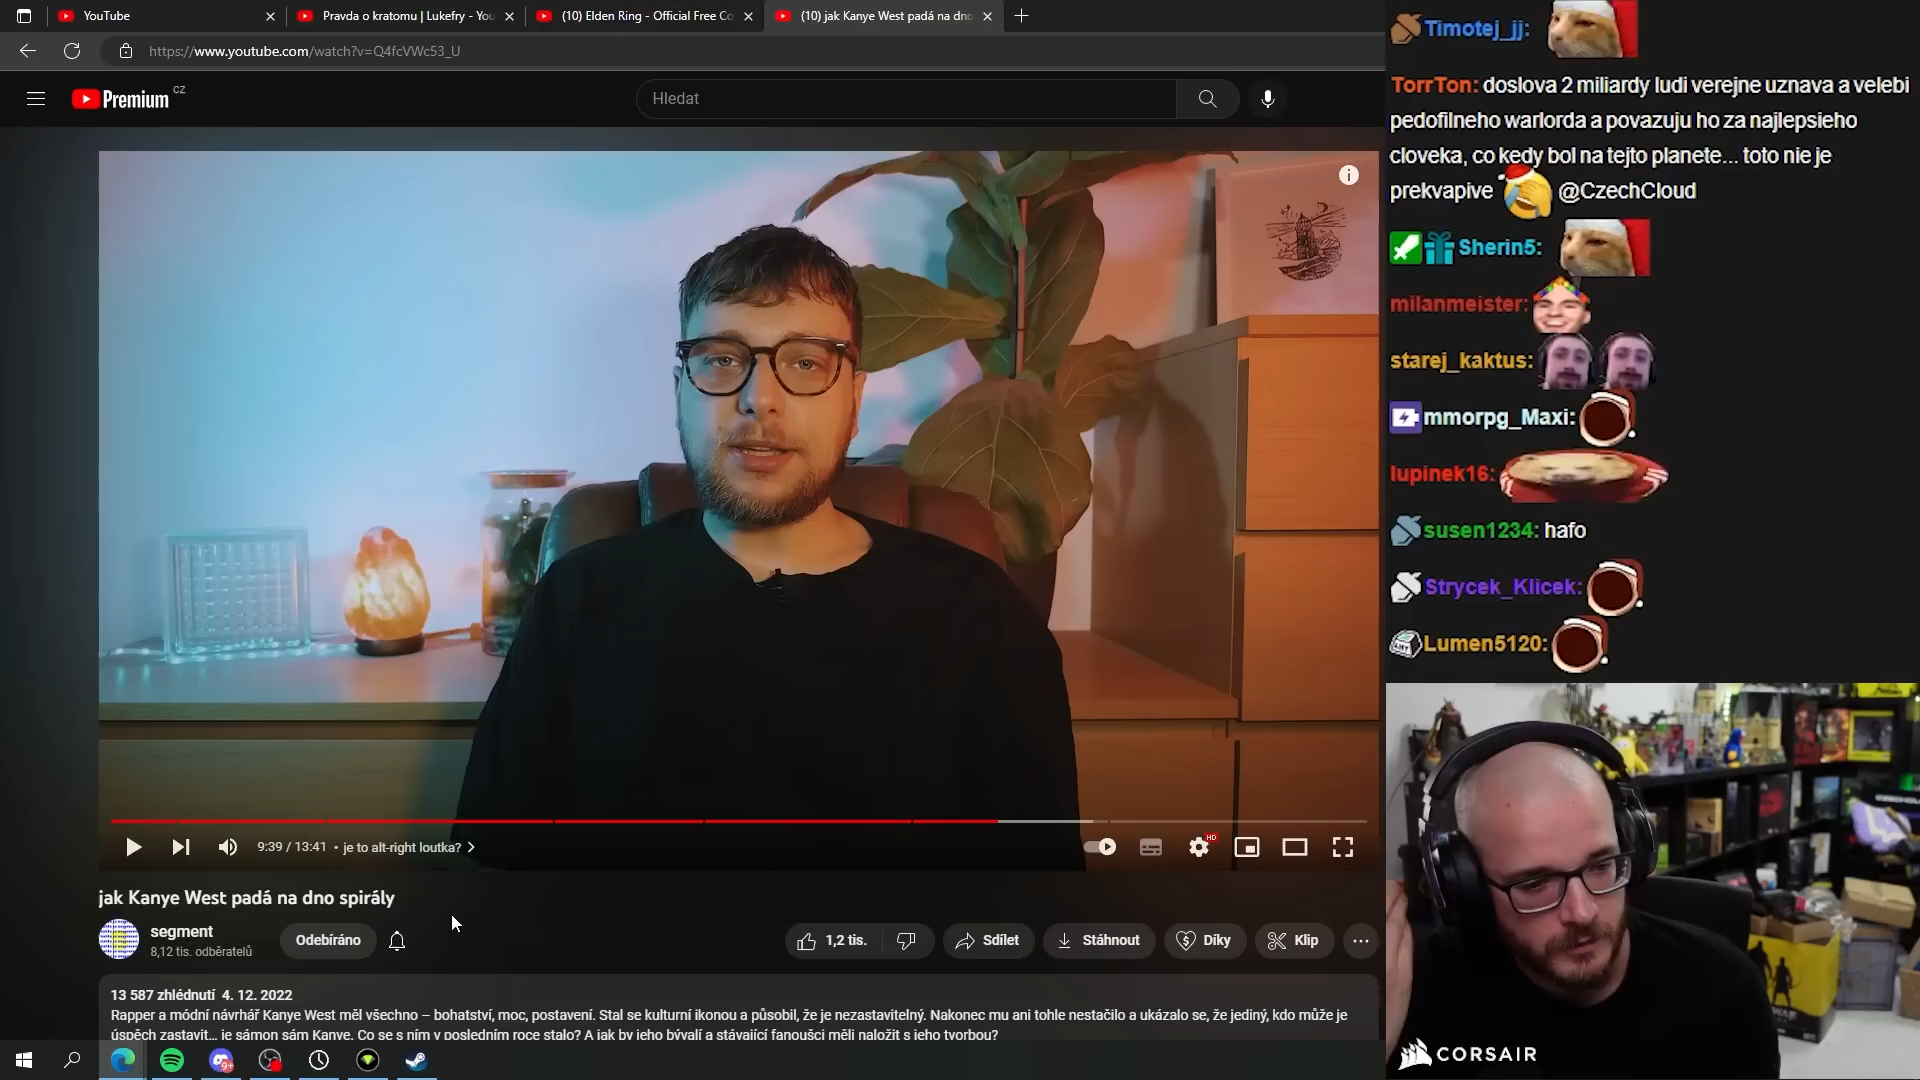 YouTube
Pravda o kratomu | Lukefry - You
(10) Elden Ring - Official Free Co
(10) jak Kanye West padá na dno
https://www.youtube.com/watch?v=Q4fcVWc53_U
Premium CZ
Hledat
9:39 / 13:41 • je to alt-right loutka?
HD
jak Kanye West padá na dno spirály
segment
8,12 tis. odběratelů
Odebíráno
1,2 tis.
Sdílet
Stáhnout
Díky
Klip
13 587 zhlédnutí 4. 12. 2022
Rapper a módní návrhář Kanye West měl všechno – bohatství, moc, postavení. Stal se kulturní ikonou a působil, že je nezastavitelný. Nakonec mu ani tohle nestačilo a ukázalo se, že jediný, kdo může je
úspěch zastavit… je sámon sám Kanye. Co se s ním v posledním roce stalo? A jak by jeho bývalí a stávající fanoušci měli naložit s jeho tvorbou?
9+
Timotej_jj:
TorrTon: doslova 2 miliardy ludi verejne uznava a velebi
pedofilneho warlorda a povazuju ho za najlepsieho
cloveka, co kedy bol na tejto planete... toto nie je
prekvapive @CzechCloud
Sherin5:
milanmeister:
starej_kaktus:
mmorpg_Maxi:
lupinek16:
susen1234: hafo
Strycek_Klicek:
Lumen5120:
CORSAIR